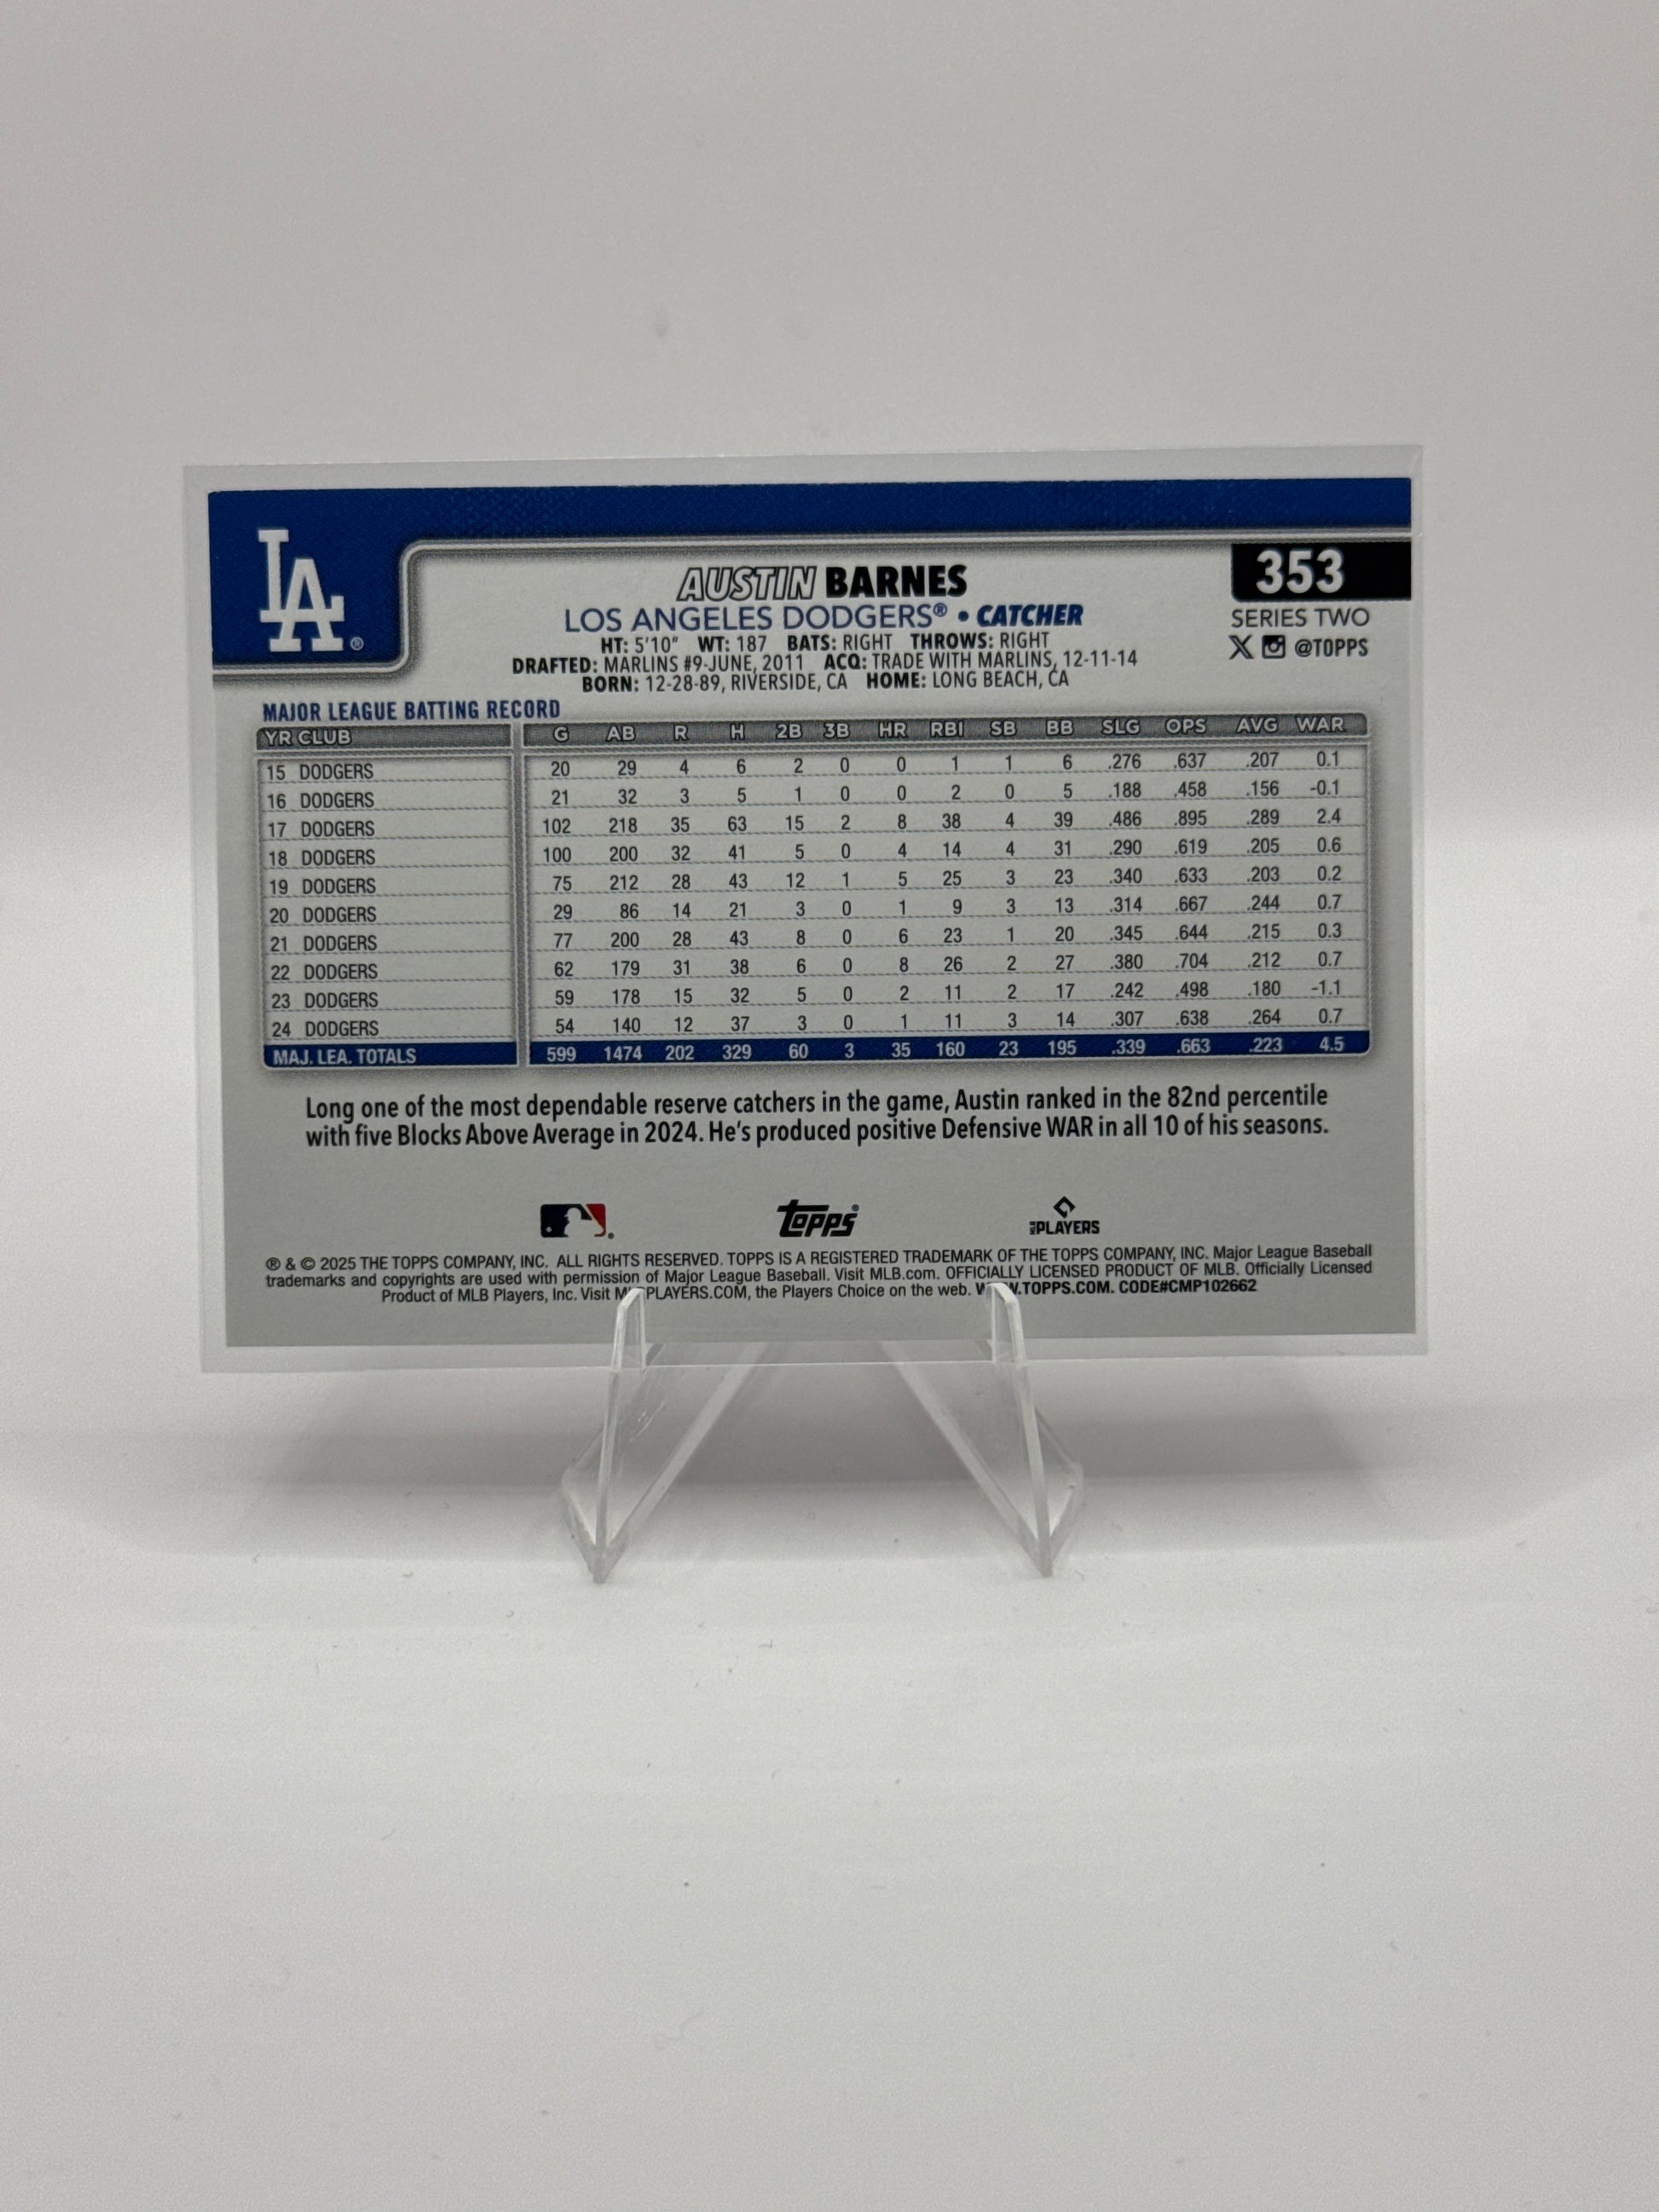 LA®
353
AUSTIN BARNES
LOS ANGELES DODGERS® • CATCHER
SERIES TWO
HT: 5'10" WT: 187 BATS: RIGHT THROWS: RIGHT
@TOPPS
DRAFTED: MARLINS #9-JUNE, 2011 ACQ: TRADE WITH MARLINS, 12-11-14
BORN: 12-28-89, RIVERSIDE, CA HOME: LONG BEACH, CA
MAJOR LEAGUE BATTING RECORD
YR CLUB G AB R H 2B 3B HR RBI SB BB SLG OPS AVG WAR
15 DODGERS 20 29 4 6 2 0 0 1 1 6 .276 .637 .207 0.1
16 DODGERS 21 32 3 5 1 0 0 2 0 5 .188 .458 .156 -0.1
17 DODGERS 102 218 35 63 15 2 8 38 4 39 .486 .895 .289 2.4
18 DODGERS 100 200 32 41 5 0 4 14 4 31 .290 .619 .205 0.6
19 DODGERS 75 212 28 43 12 1 5 25 3 23 .340 .633 .203 0.2
20 DODGERS 29 86 14 21 3 0 1 9 3 13 .314 .667 .244 0.7
21 DODGERS 77 200 28 43 8 0 6 23 1 20 .345 .644 .215 0.3
22 DODGERS 62 179 31 38 6 0 8 26 2 27 .380 .704 .212 0.7
23 DODGERS 59 178 15 32 5 0 2 11 2 17 .242 .498 .180 -1.1
24 DODGERS 54 140 12 37 3 0 1 11 3 14 .307 .638 .264 0.7
MAJ. LEA. TOTALS 599 1474 202 329 60 3 35 160 23 195 .339 .663 .223 4.5
Long one of the most dependable reserve catchers in the game, Austin ranked in the 82nd percentile
with five Blocks Above Average in 2024. He's produced positive Defensive WAR in all 10 of his seasons.
topps® PLAYERS
® & © 2025 THE TOPPS COMPANY, INC. ALL RIGHTS RESERVED. TOPPS IS A REGISTERED TRADEMARK OF THE TOPPS COMPANY, INC. Major League Baseball
trademarks and copyrights are used with permission of Major League Baseball. Visit MLB.com. OFFICIALLY LICENSED PRODUCT OF MLB. Officially Licensed
Product of MLB Players, Inc. Visit PLAYERS.COM, the Players Choice on the web. .TOPPS.COM. CODE#CMP102662